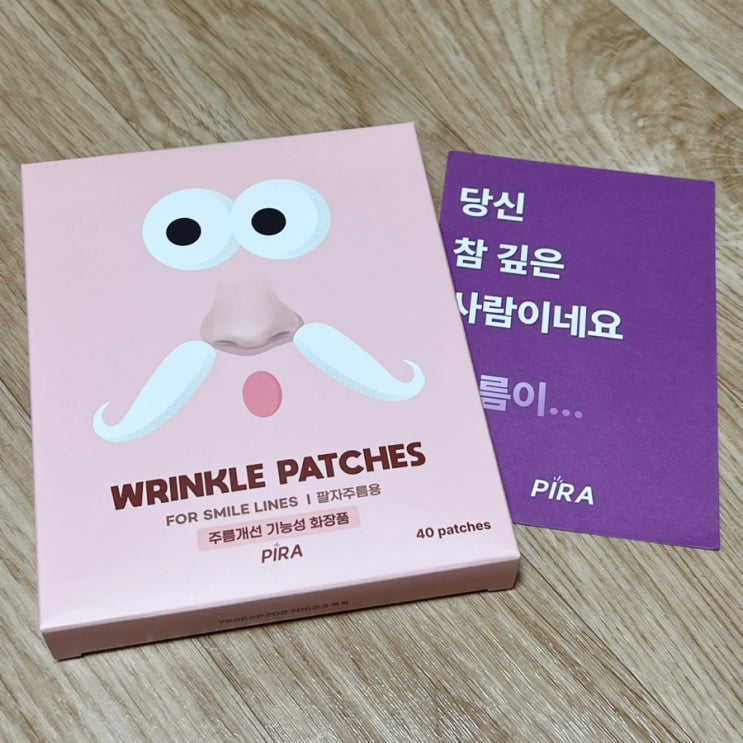 WRINKLE PATCHES
FOR SMILE LINES | 팔자주름용
주름개선 기능성 화장품
40 patches
PIRA
당신
참 깊은
사람이네요
름이...
PIRA